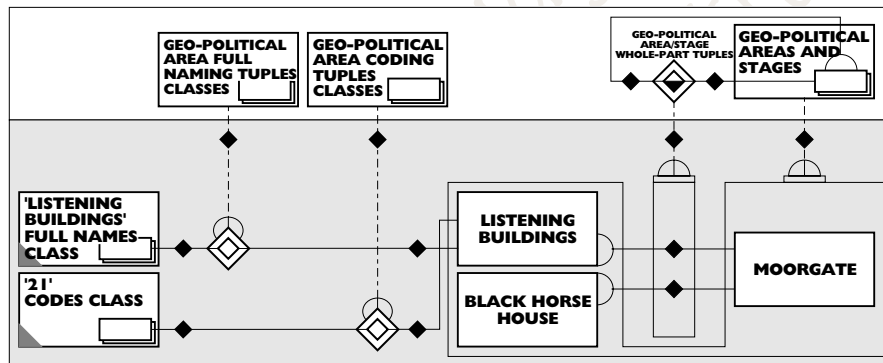 GEO-POLITICAL
AREA FULL
NAMING TUPLES
CLASSES
GEO-POLITICAL
AREA CODING
TUPLES
CLASSES
GEO-POLITICAL
AREA/STAGE
WHOLE-PART TUPLES
GEO-POLITICAL
AREAS AND
STAGES
'LISTENING
BUILDINGS'
FULL NAMES
CLASS
'21'
CODES CLASS
LISTENING
BUILDINGS
BLACK HORSE
HOUSE
MOORGATE